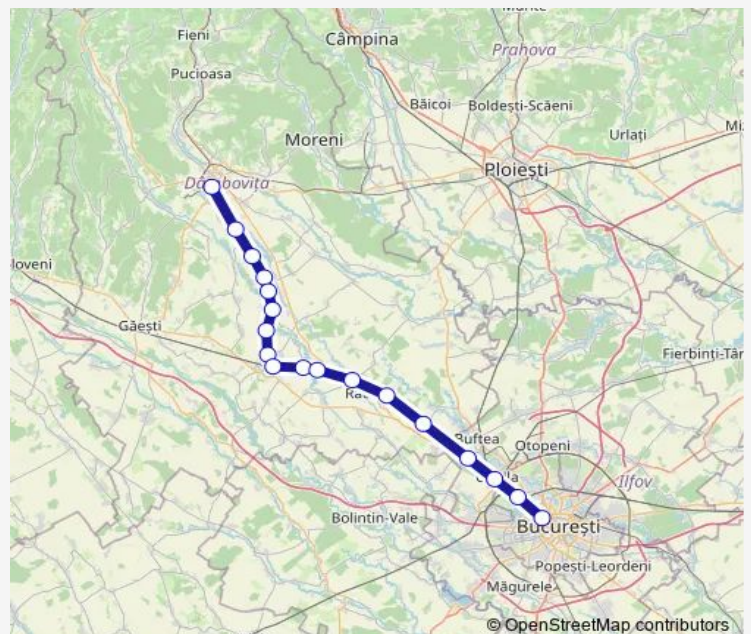 Fieni
Câmpina
Prahova
Pucioasa
Băicoi
Boldești-Scăeni
Moreni
Urlați
Ploiești
Dâmbovița
loveni
Găești
Fierbinți-Târ
Buftea
Otopeni
Ilfov
Bolintin-Vale
București
Popești-Leordeni
Măgurele
© OpenStreetMap contributors